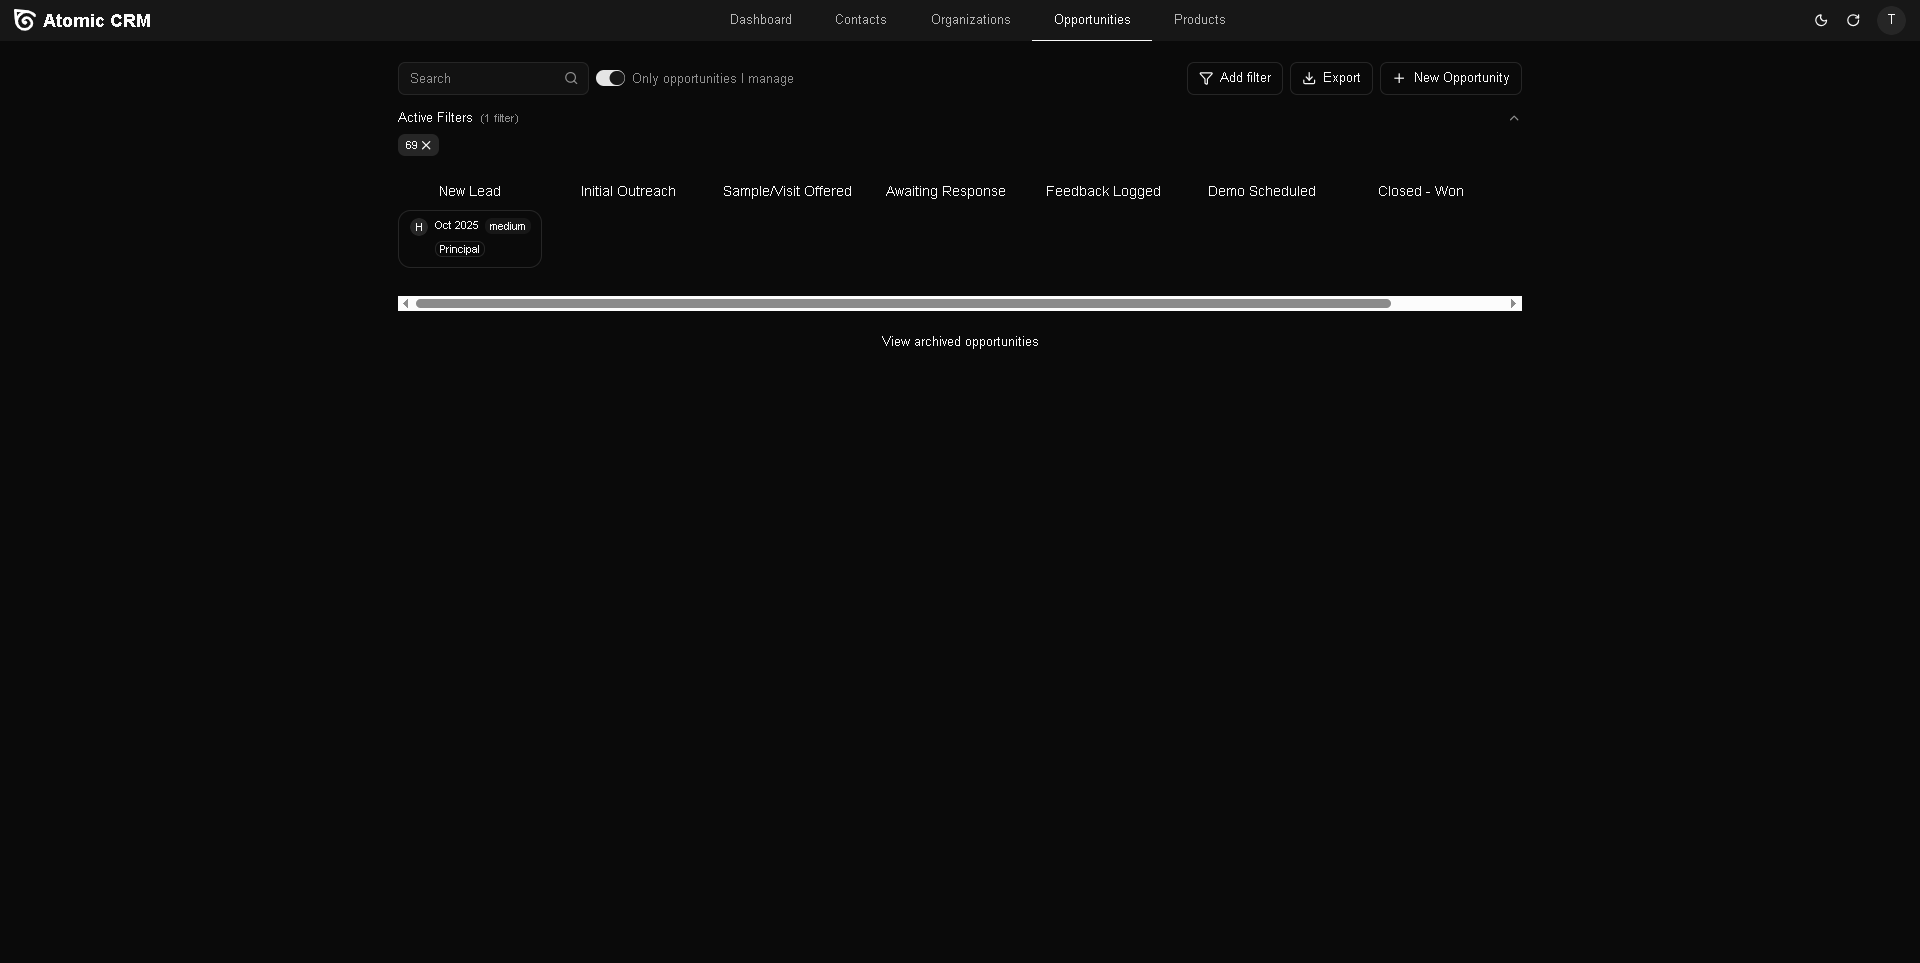 Atomic CRM
Dashboard Contacts Organizations Opportunities Products
T
Search
Only opportunities I manage
Add filter
Export
New Opportunity
Active Filters (1 filter)
69
New Lead Initial Outreach Sample/Visit Offered Awaiting Response Feedback Logged Demo Scheduled Closed - Won
H Oct 2025 medium
Principal
View archived opportunities